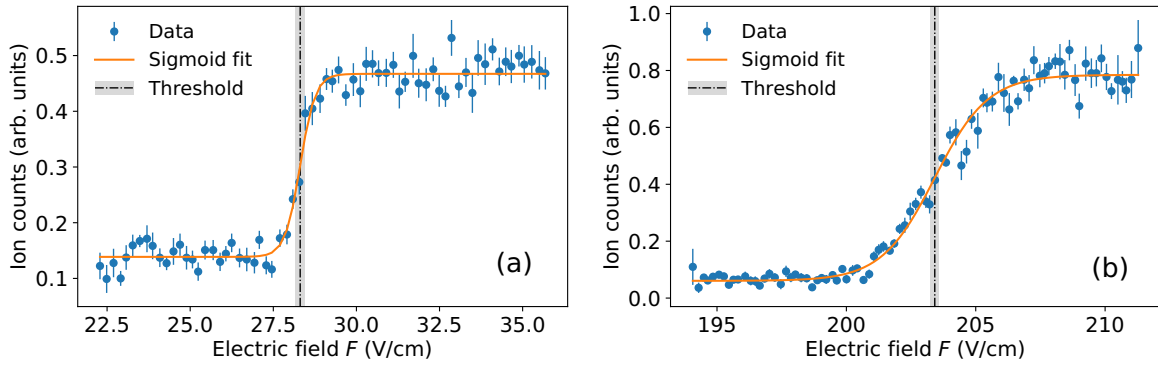 Ion counts (arb. units)
0.5
0.4
0.3
0.2
0.1
Data
Sigmoid fit
Threshold
(a)
22.5 25.0 27.5 30.0 32.5 35.0
Electric field F (V/cm)
Ion counts (arb. units)
1.0
0.8
0.6
0.4
0.2
0.0
Data
Sigmoid fit
Threshold
(b)
195 200 205 210
Electric field F (V/cm)